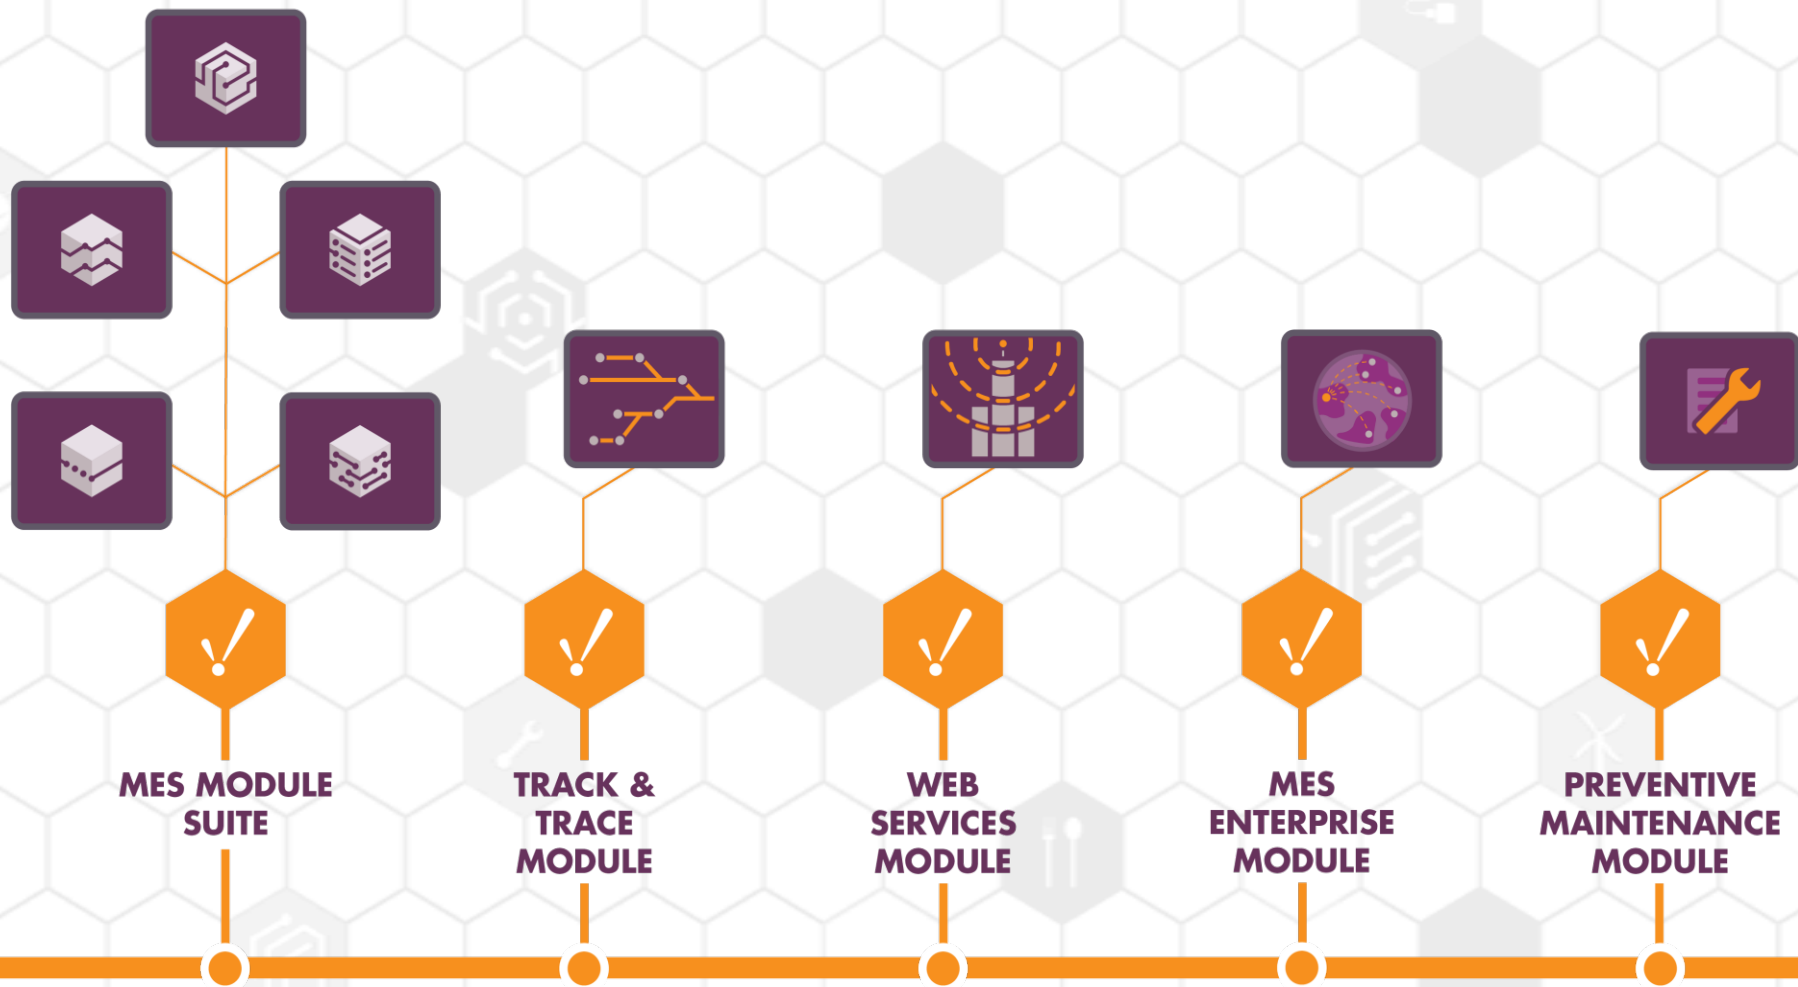 MES MODULE
SUITE
TRACK &
TRACE
MODULE
WEB
SERVICES
MODULE
MES
ENTERPRISE
MODULE
PREVENTIVE
MAINTENANCE
MODULE